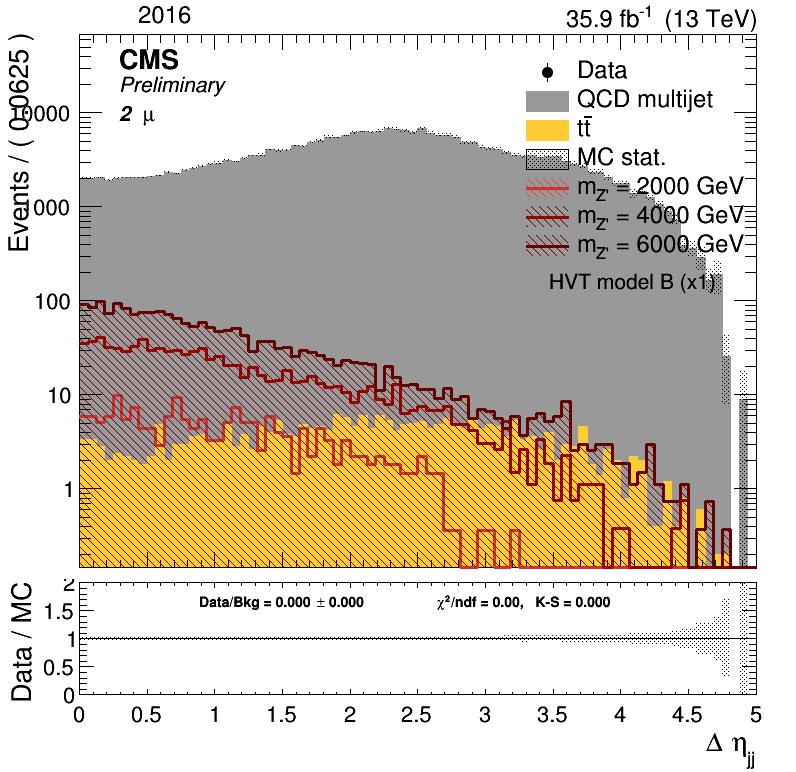 2016 35.9 fb⁻¹ (13 TeV)
CMS
Preliminary
2 μ
Data
QCD multijet
tt̄
MC stat.
m_Z' = 2000 GeV
m_Z' = 4000 GeV
m_Z' = 6000 GeV
HVT model B (x1)
Events / ( 0.0625 )
10000
1000
100
10
1
Data/Bkg = 0.000 ± 0.000 χ²/ndf = 0.00, K-S = 0.000
Data / MC
2
1.5
1
0.5
0
0 0.5 1 1.5 2 2.5 3 3.5 4 4.5 5
Δ η_jj